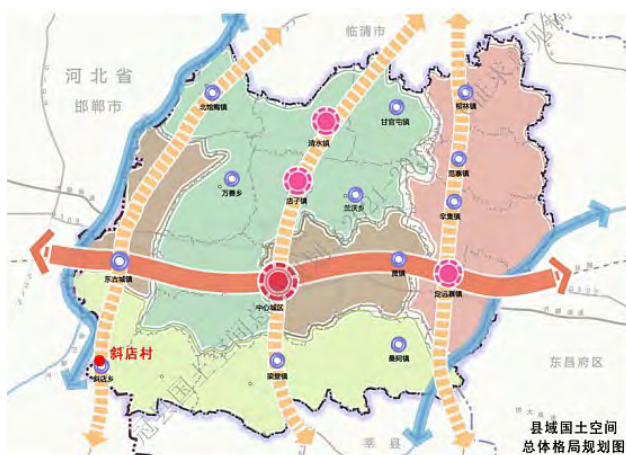 临清市
河北省
邯郸市
北馆陶镇
柳林镇
甘官屯镇
清水镇
范寨镇
万善乡
店子镇
兰沃乡
辛集镇
东古城镇
贾镇
定远寨镇
中心城区
斜店村
斜店乡
梁堂镇
桑阿镇
东昌府区
莘县
县域国土空间
总体格局规划图